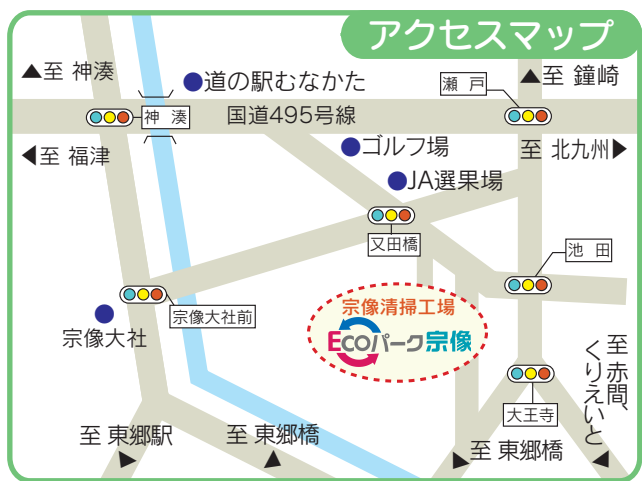 アクセスマップ
▲至 神湊
●道の駅むなかた
瀬 戸
▲至 鐘崎
神 湊
国道495号線
◀至 福津
●ゴルフ場
至 北九州▶
●JA選果場
又田橋
池 田
宗像大社前
宗像大社
宗像清掃工場
Ecoパーク宗像
至 赤間、
くりえいと
大王寺
至 東郷駅
至 東郷橋
至 東郷橋